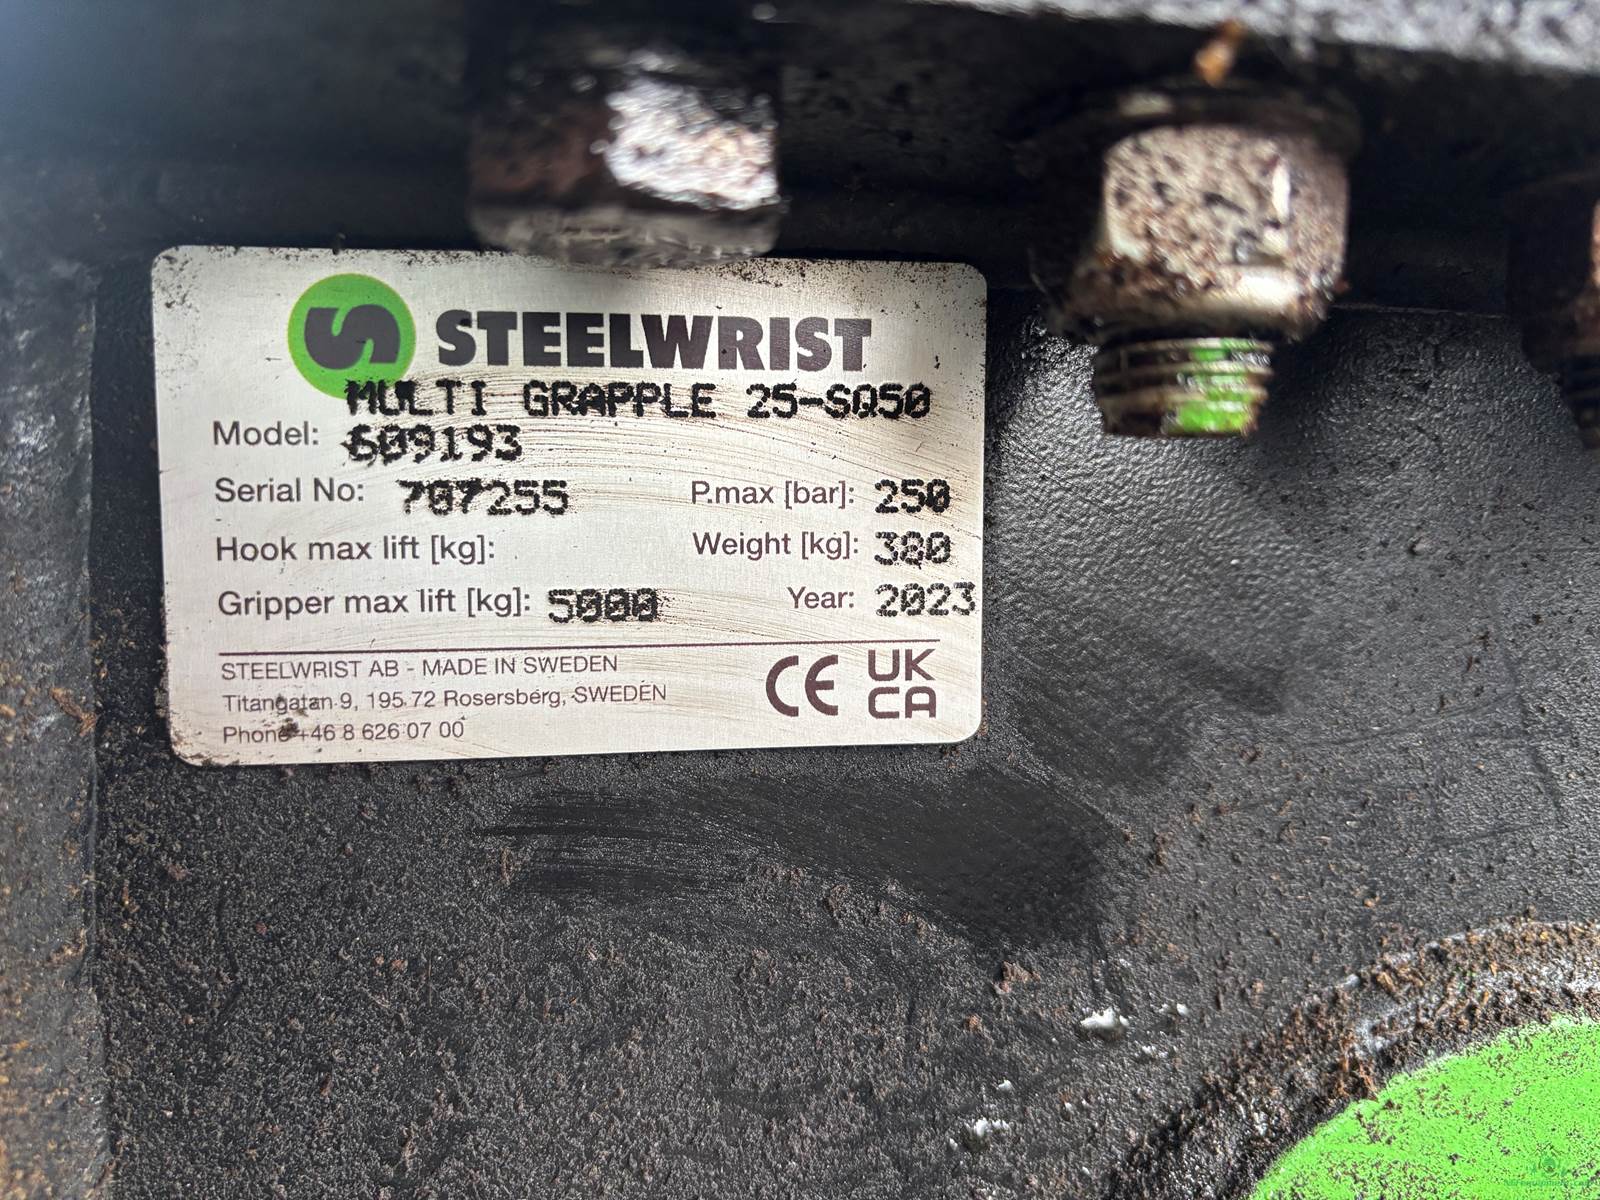 STEELWRIST
MULTI GRAPPLE 25-SQ50
Model: 609193
Serial No: 707255 P.max [bar]: 250
Hook max lift [kg]: Weight [kg]: 380
Gripper max lift [kg]: 5000 Year: 2023
STEELWRIST AB - MADE IN SWEDEN
Titangatan 9, 195 72 Rosersberg, SWEDEN
Phone +46 8 626 07 00
CE UK
CA